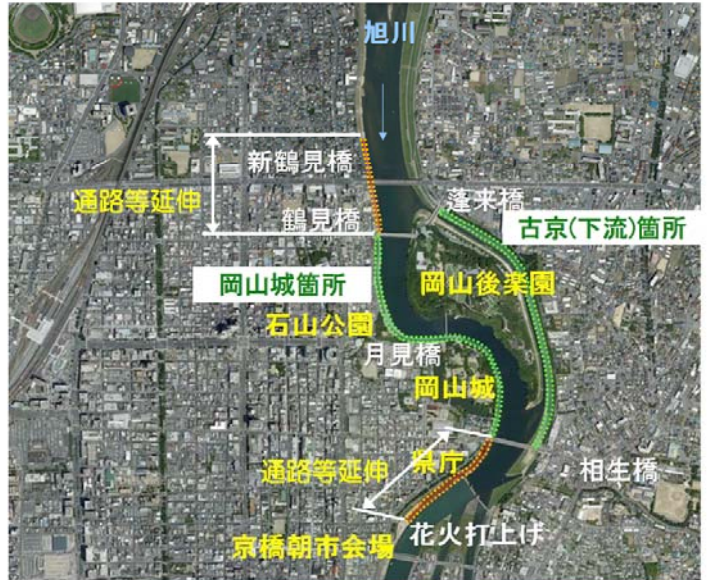 旭川
新鶴見橋
通路等延伸
蓬来橋
鶴見橋
古京(下流)箇所
岡山城箇所
岡山後楽園
石山公園
月見橋
岡山城
県庁
通路等延伸
相生橋
花火打上げ
京橋朝市会場